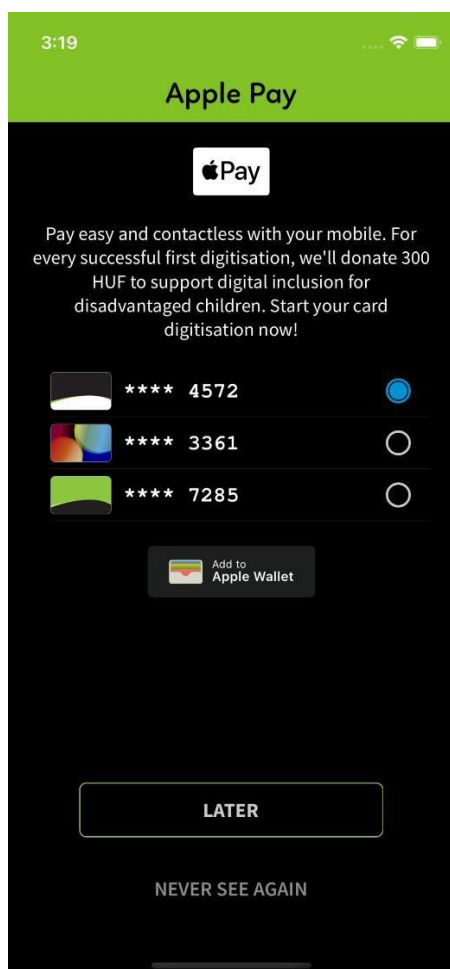 3:19
Apple Pay
Pay
Pay easy and contactless with your mobile. For
every successful first digitisation, we'll donate 300
HUF to support digital inclusion for
disadvantaged children. Start your card
digitisation now!
**** 4572
**** 3361
**** 7285
Add to
Apple Wallet
LATER
NEVER SEE AGAIN